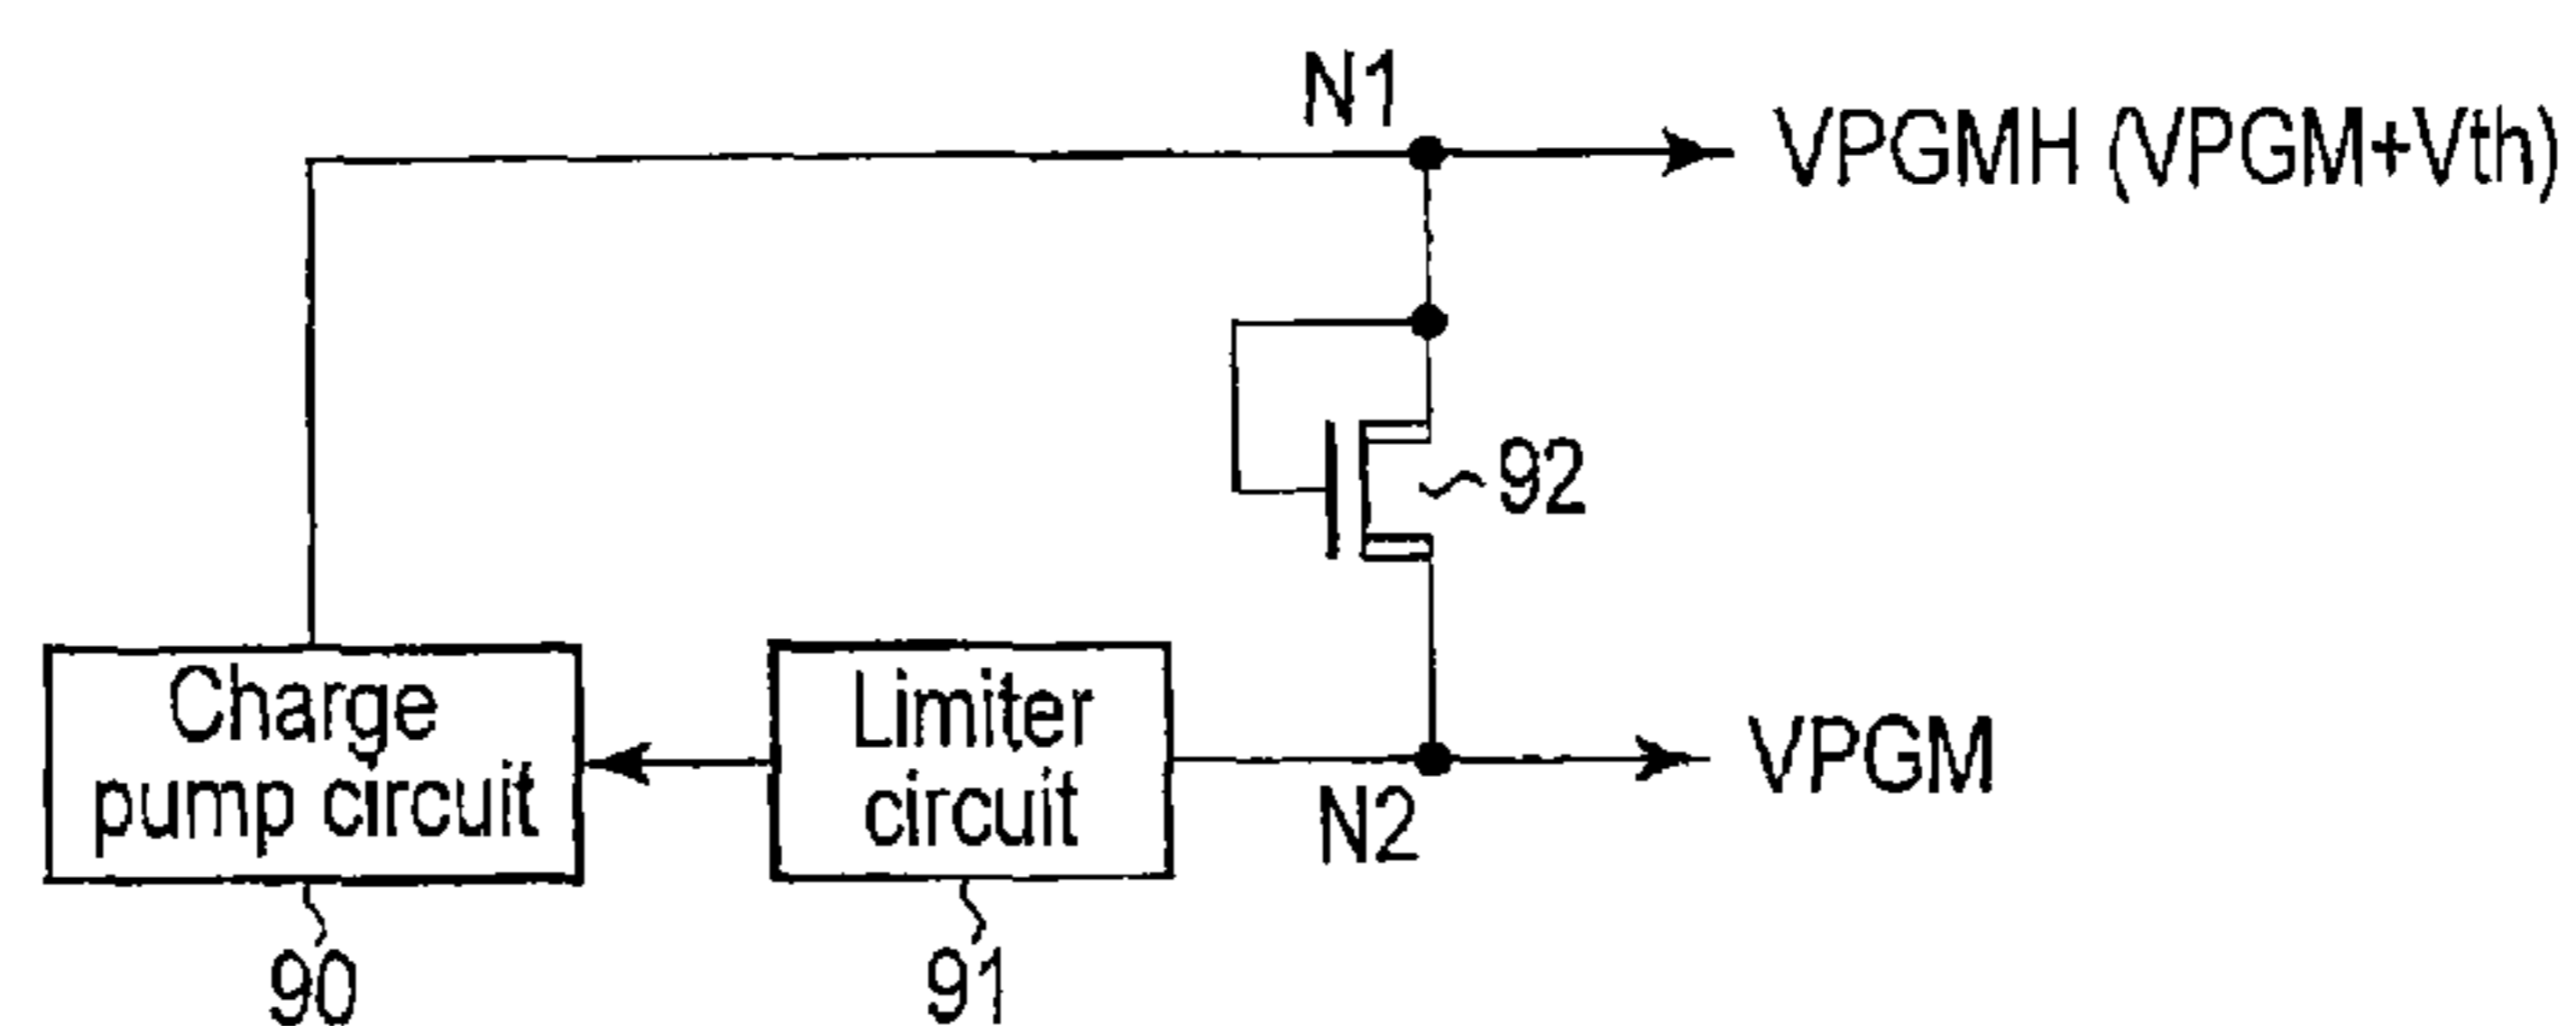 N1
VPGMH (VPGM+Vth)
92
Charge
pump circuit
Limiter
circuit
VPGM
N2
90
91